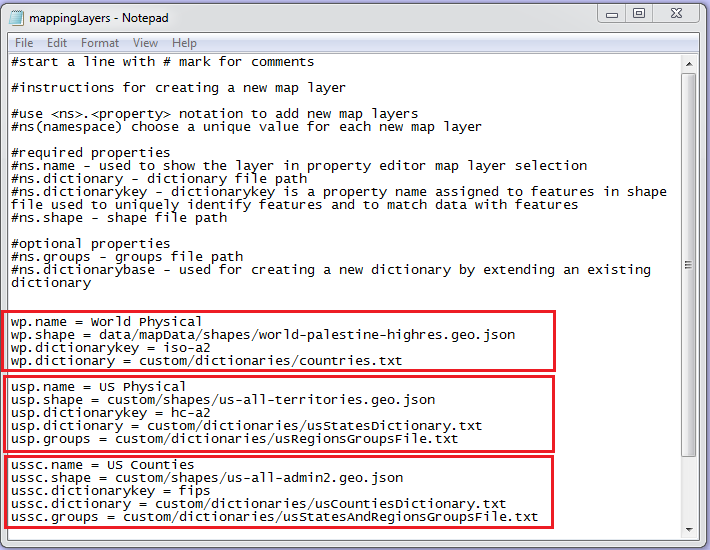 mappingLayers - Notepad
File Edit Format View Help
#start a line with # mark for comments
#instructions for creating a new map layer
#use <ns>.<property> notation to add new map layers
#ns(namespace) choose a unique value for each new map layer
#required properties
#ns.name - used to show the layer in property editor map layer selection
#ns.dictionary - dictionary file path
#ns.dictionarykey - dictionarykey is a property name assigned to features in shape
file used to uniquely identify features and to match data with features
#ns.shape - shape file path
#optional properties
#ns.groups - groups file path
#ns.dictionarybase - used for creating a new dictionary by extending an existing
dictionary
wp.name = World Physical
wp.shape = data/mapData/shapes/world-palestine-highres.geo.json
wp.dictionarykey = iso-a2
wp.dictionary = custom/dictionaries/countries.txt
usp.name = US Physical
usp.shape = custom/shapes/us-all-territories.geo.json
usp.dictionarykey = hc-a2
usp.dictionary = custom/dictionaries/usStatesDictionary.txt
usp.groups = custom/dictionaries/usRegionsGroupsFile.txt
ussc.name = US Counties
ussc.shape = custom/shapes/us-all-admin2.geo.json
ussc.dictionarykey = fips
ussc.dictionary = custom/dictionaries/usCountiesDictionary.txt
ussc.groups = custom/dictionaries/usStatesAndRegionsGroupsFile.txt